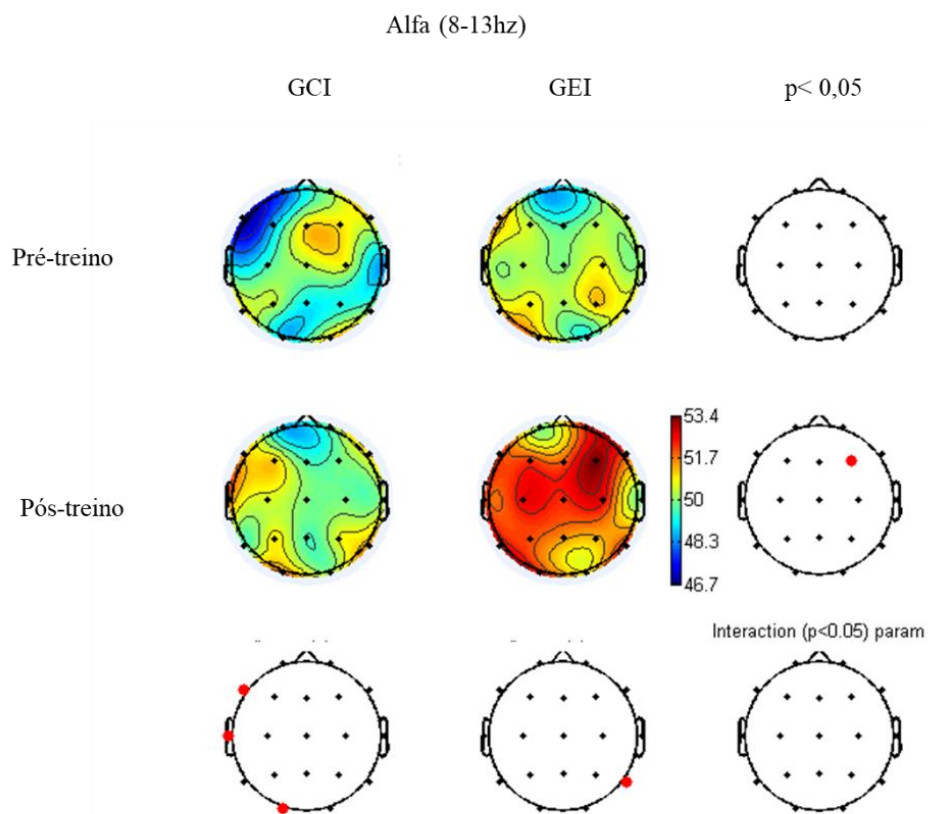 Alfa (8-13hz)
GCI GEI p< 0,05
Pré-treino
Pós-treino
53.4
51.7
50
48.3
46.7
Interaction (p<0.05) param